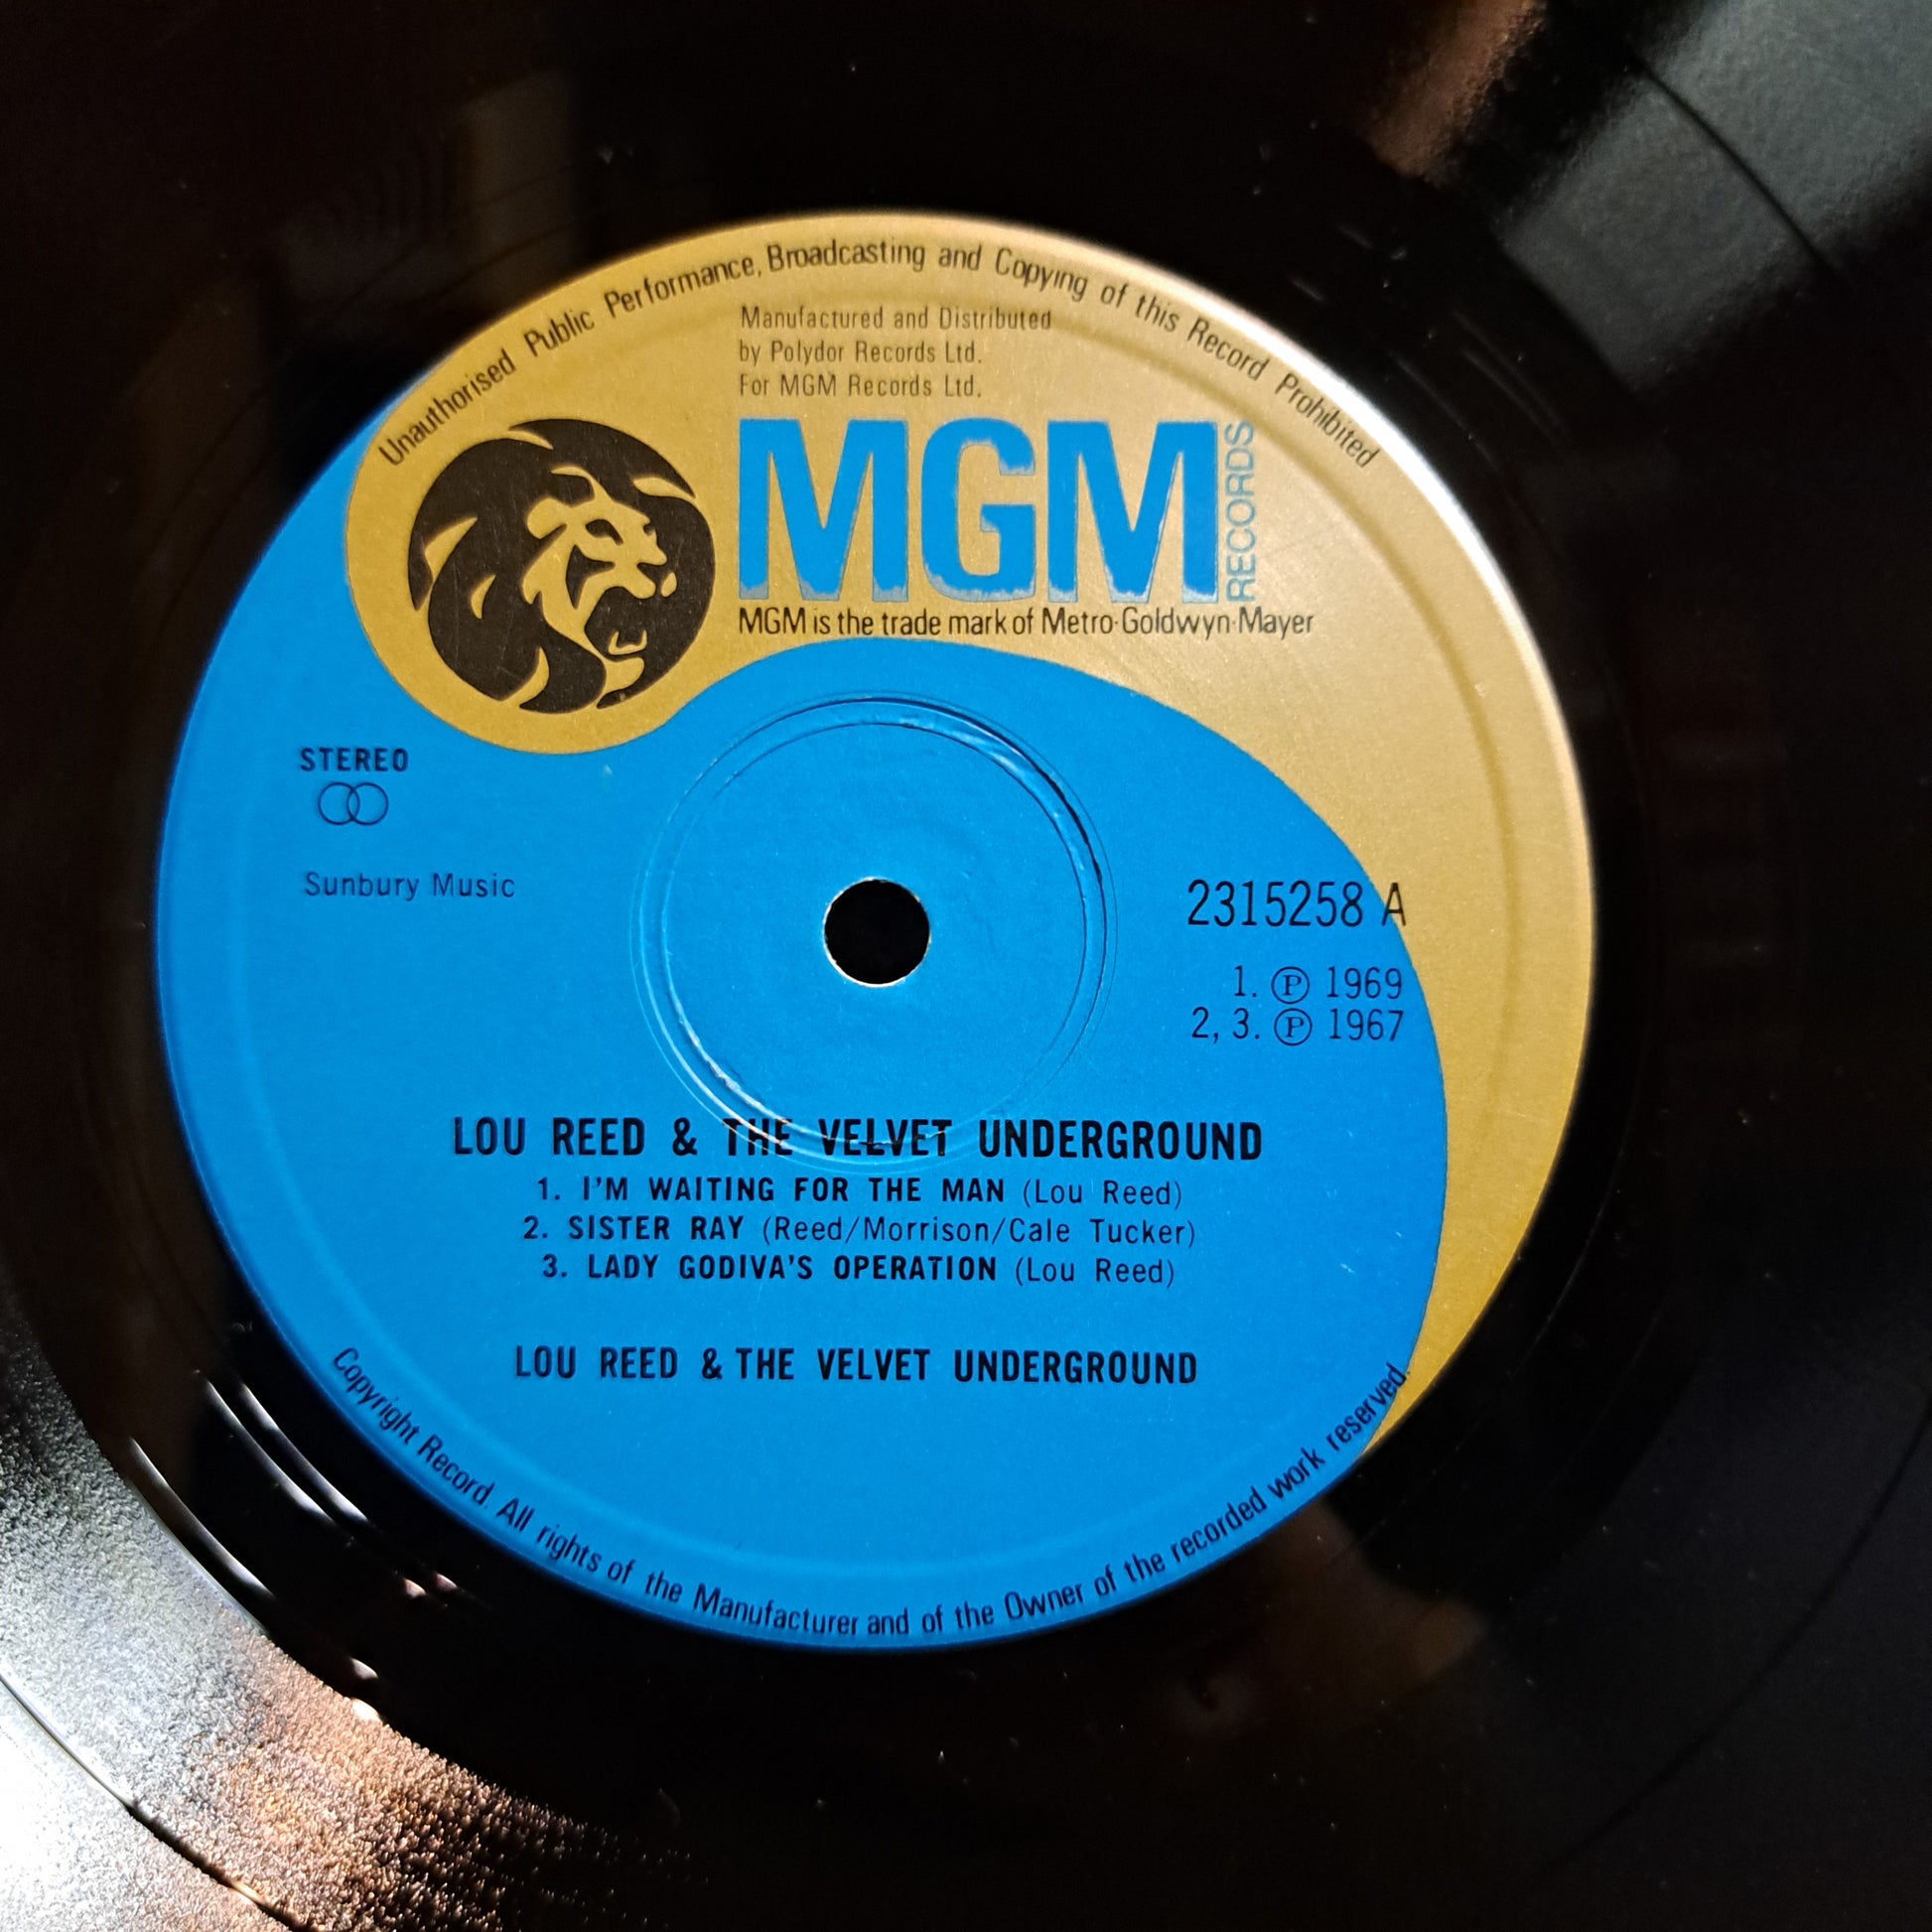 Unauthorised Public Performance, Broadcasting and Copying of this Record Prohibited
Manufactured and Distributed
by Polydor Records Ltd.
For MGM Records Ltd.
MGM RECORDS
MGM is the trade mark of Metro-Goldwyn-Mayer
STEREO
Sunbury Music
2315258 A
1. Ⓟ 1969
2, 3. Ⓟ 1967
LOU REED & THE VELVET UNDERGROUND
1. I'M WAITING FOR THE MAN (Lou Reed)
2. SISTER RAY (Reed/Morrison/Cale Tucker)
3. LADY GODIVA'S OPERATION (Lou Reed)
LOU REED & THE VELVET UNDERGROUND
Copyright Record. All rights of the Manufacturer and of the Owner of the recorded work reserved.